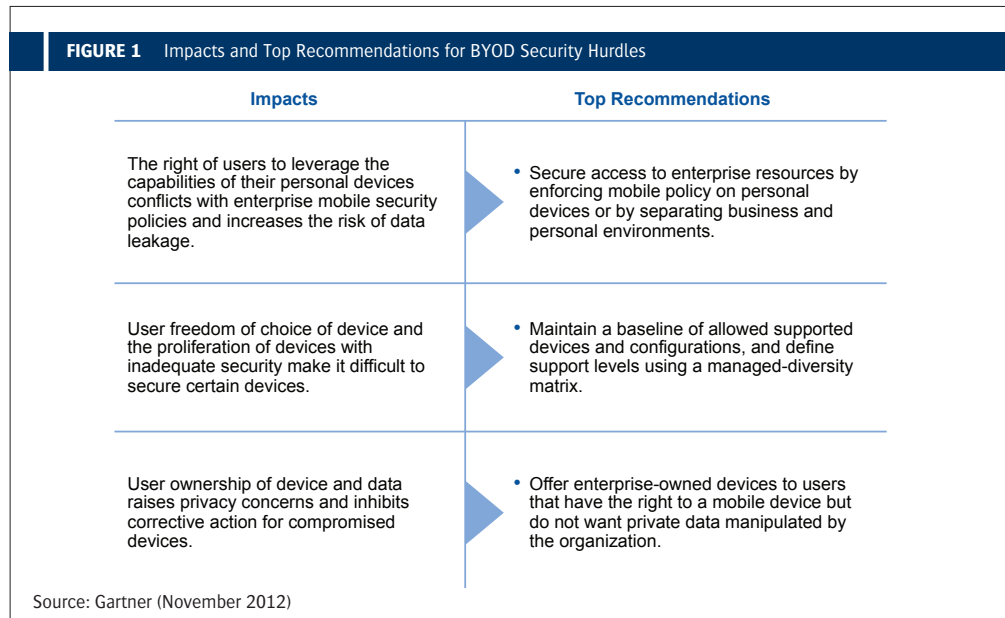 FIGURE 1 Impacts and Top Recommendations for BYOD Security Hurdles
Impacts
Top Recommendations
The right of users to leverage the
capabilities of their personal devices
conflicts with enterprise mobile security
policies and increases the risk of data
leakage.
• Secure access to enterprise resources by
enforcing mobile policy on personal
devices or by separating business and
personal environments.
User freedom of choice of device and
the proliferation of devices with
inadequate security make it difficult to
secure certain devices.
• Maintain a baseline of allowed supported
devices and configurations, and define
support levels using a managed-diversity
matrix.
User ownership of device and data
raises privacy concerns and inhibits
corrective action for compromised
devices.
• Offer enterprise-owned devices to users
that have the right to a mobile device but
do not want private data manipulated by
the organization.
Source: Gartner (November 2012)